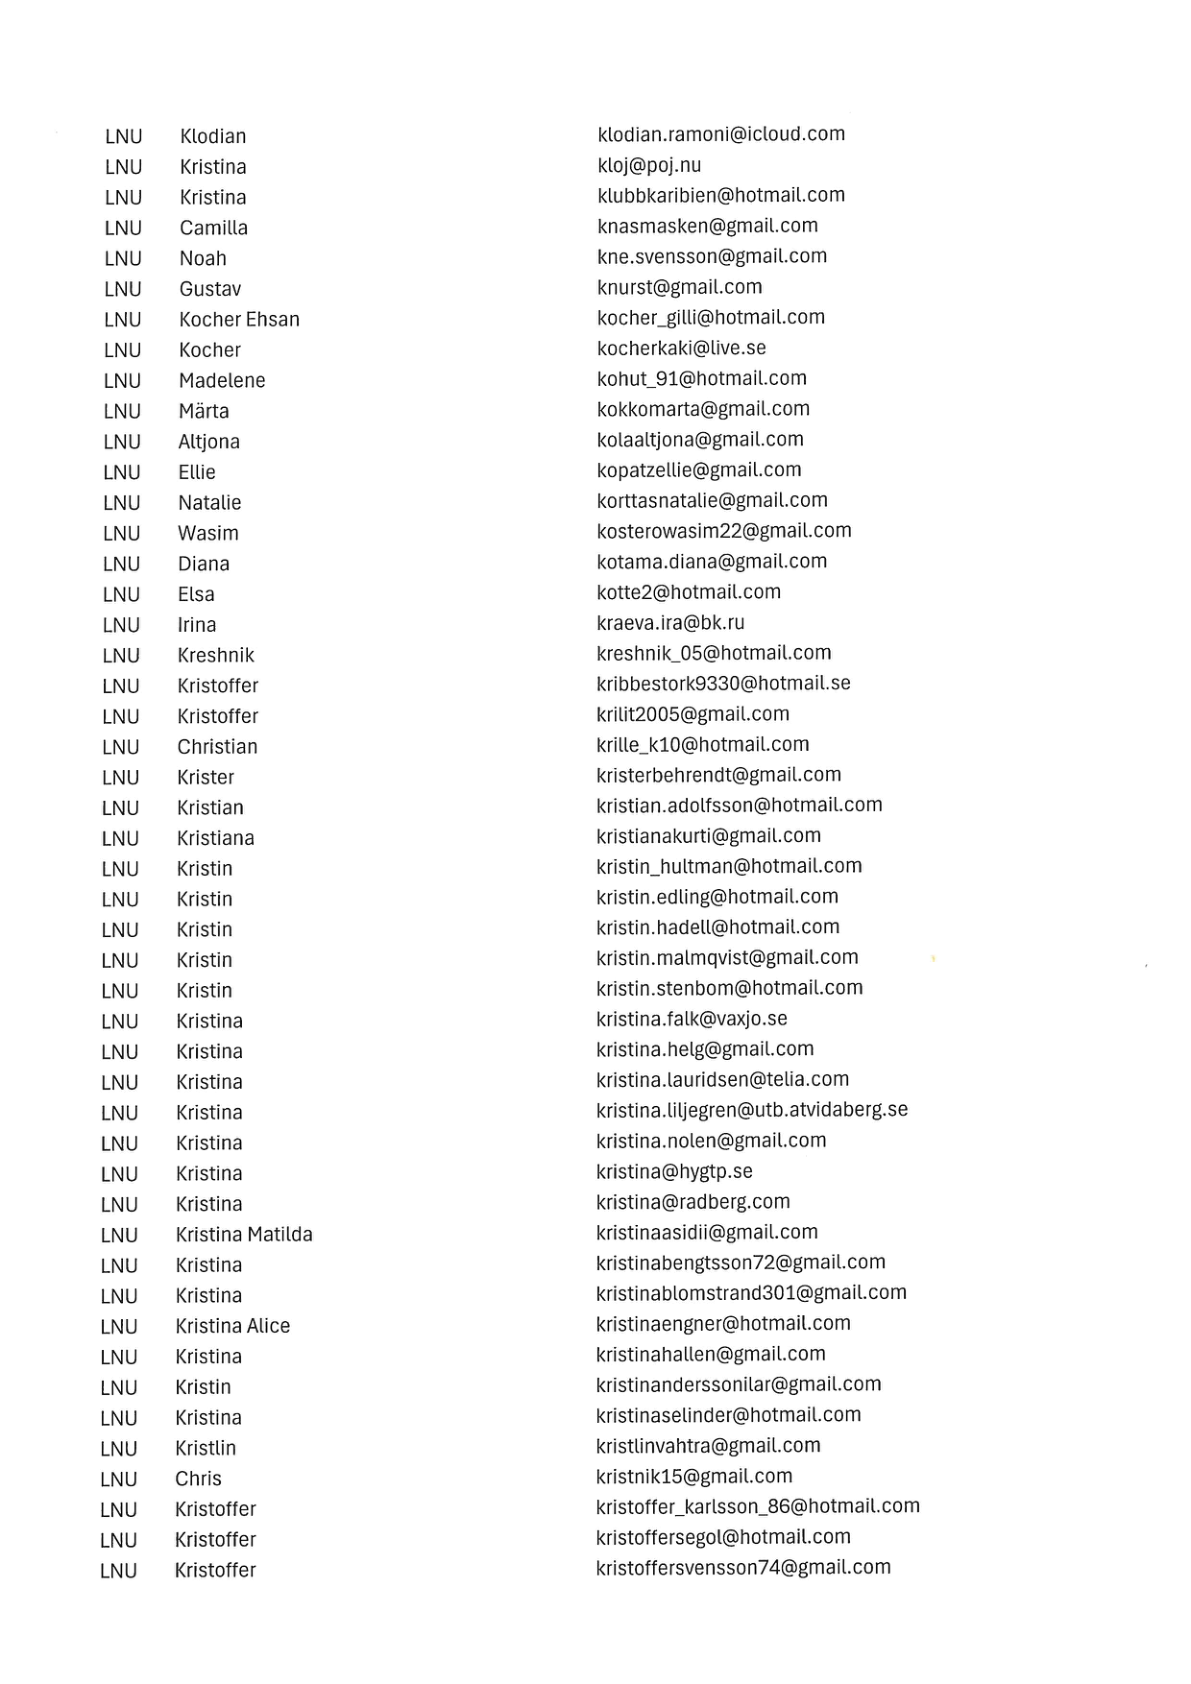 LNU Klodian klodian.ramoni@icloud.com
LNU Kristina kloj@poj.nu
LNU Kristina klubbkaribien@hotmail.com
LNU Camilla knasmasken@gmail.com
LNU Noah kne.svensson@gmail.com
LNU Gustav knurst@gmail.com
LNU Kocher Ehsan kocher_gilli@hotmail.com
LNU Kocher kocherkaki@live.se
LNU Madelene kohut_91@hotmail.com
LNU Märta kokkomarta@gmail.com
LNU Altjona kolaaltjona@gmail.com
LNU Ellie kopatzellie@gmail.com
LNU Natalie korttasnatalie@gmail.com
LNU Wasim kosterowasim22@gmail.com
LNU Diana kotama.diana@gmail.com
LNU Elsa kotte2@hotmail.com
LNU Irina kraeva.ira@bk.ru
LNU Kreshnik kreshnik_05@hotmail.com
LNU Kristoffer kribbestork9330@hotmail.se
LNU Kristoffer krilit2005@gmail.com
LNU Christian krille_k10@hotmail.com
LNU Krister kristerbehrendt@gmail.com
LNU Kristian kristian.adolfsson@hotmail.com
LNU Kristiana kristianakurti@gmail.com
LNU Kristin kristin_hultman@hotmail.com
LNU Kristin kristin.edling@hotmail.com
LNU Kristin kristin.hadell@hotmail.com
LNU Kristin kristin.malmqvist@gmail.com
LNU Kristin kristin.stenbom@hotmail.com
LNU Kristina kristina.falk@vaxjo.se
LNU Kristina kristina.helg@gmail.com
LNU Kristina kristina.lauridsen@telia.com
LNU Kristina kristina.liljegren@utb.atvidaberg.se
LNU Kristina kristina.nolen@gmail.com
LNU Kristina kristina@hygtp.se
LNU Kristina kristina@radberg.com
LNU Kristina Matilda kristinaasidii@gmail.com
LNU Kristina kristinabengtsson72@gmail.com
LNU Kristina kristinablomstrand301@gmail.com
LNU Kristina Alice kristinaengner@hotmail.com
LNU Kristina kristinahallen@gmail.com
LNU Kristin kristinanderssonilar@gmail.com
LNU Kristina kristinaselinder@hotmail.com
LNU Kristlin kristlinvahtra@gmail.com
LNU Chris kristnik15@gmail.com
LNU Kristoffer kristoffer_karlsson_86@hotmail.com
LNU Kristoffer kristoffersegol@hotmail.com
LNU Kristoffer kristoffersvensson74@gmail.com